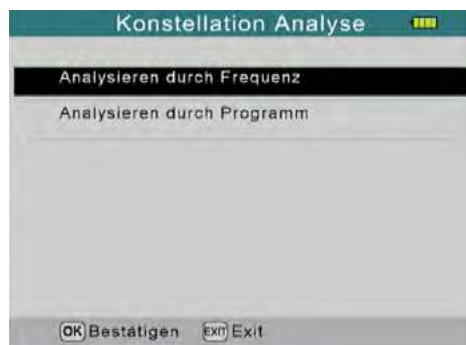 Konstellation Analyse
Analysieren durch Frequenz
Analysieren durch Programm
OK Bestätigen EXIT Exit